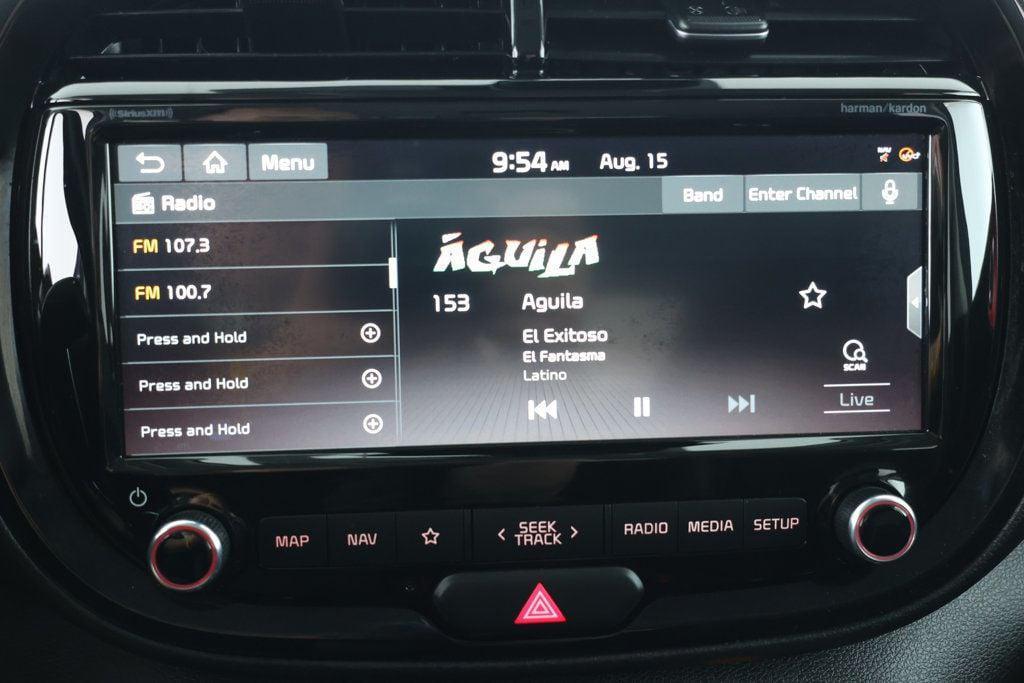 ((SiriusXM))
harman/kardon
Menu
9:54 AM
Aug. 15
NAV
Radio
Band
Enter Channel
FM 107.3
FM 100.7
Press and Hold
Press and Hold
Press and Hold
ÁGUILA
153
Aguila
El Exitoso
El Fantasma
Latino
SCAN
Live
MAP
NAV
< SEEK >
TRACK
RADIO
MEDIA
SETUP